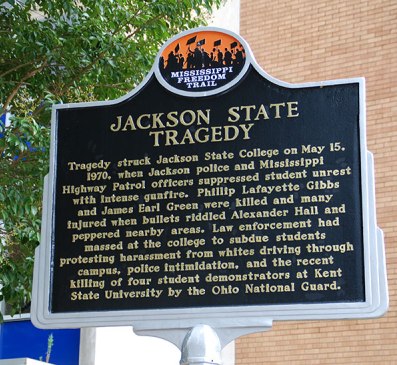 MISSISSIPPI
FREEDOM
TRAIL
JACKSON STATE
TRAGEDY
Tragedy struck Jackson State College on May 15,
1970, when Jackson police and Mississippi
Highway Patrol officers suppressed student unrest
with intense gunfire. Phillip Lafayette Gibbs
and James Earl Green were killed and many
injured when bullets riddled Alexander Hall and
peppered nearby areas. Law enforcement had
massed at the college to subdue students
protesting harassment from whites driving through
campus, police intimidation, and the recent
killing of four student demonstrators at Kent
State University by the Ohio National Guard.